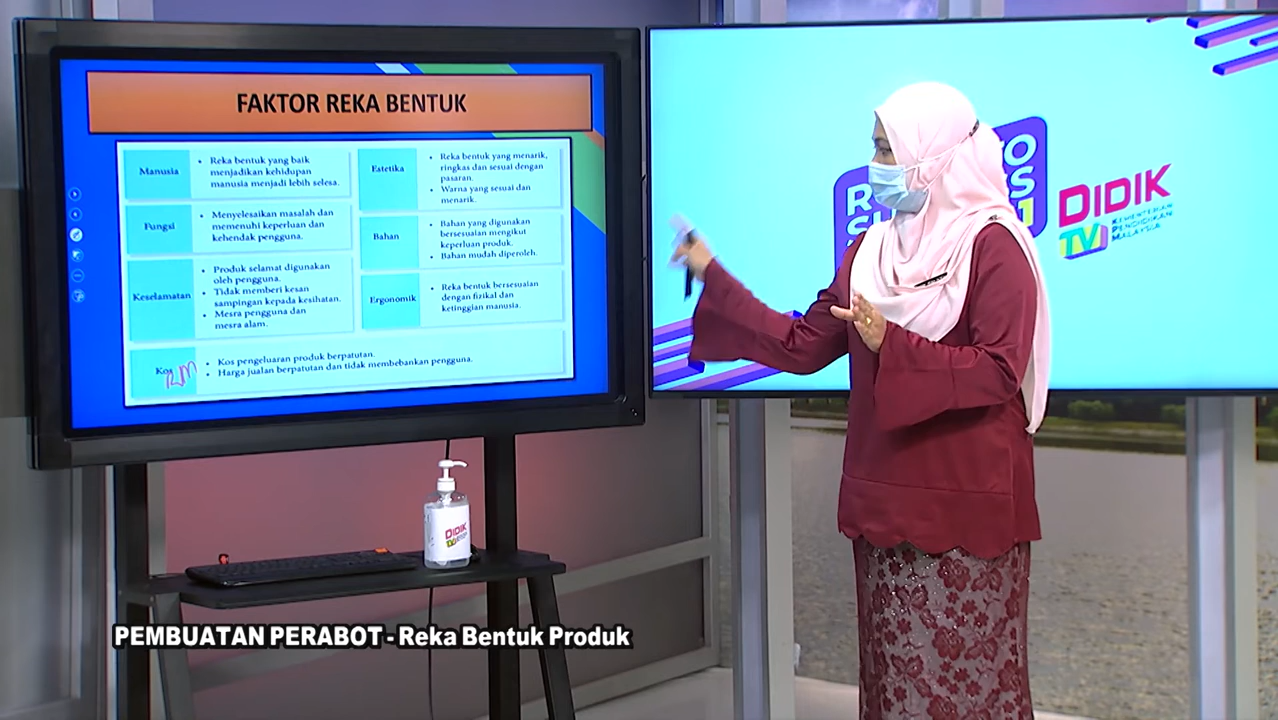 FAKTOR REKA BENTUK
Manusia
• Reka bentuk yang baik
menjadikan kehidupan
manusia menjadi lebih selesa.
Estetika
• Reka bentuk yang menarik,
ringkas dan sesuai dengan
pasaran.
• Warna yang sesuai dan
menarik.
Fungsi
• Menyelesaikan masalah dan
memenuhi keperluan dan
kehendak pengguna.
Bahan
• Bahan yang digunakan
bersesuaian mengikut
keperluan produk.
• Bahan mudah diperoleh.
Keselamatan
• Produk selamat digunakan
oleh pengguna.
• Tidak memberi kesan
sampingan kepada kesihatan.
• Mesra pengguna dan
mesra alam.
Ergonomik
• Reka bentuk bersesuaian
dengan fizikal dan
ketinggian manusia.
Kos
RM
• Kos pengeluaran produk berpatutan.
• Harga jualan berpatutan dan tidak membebankan pengguna.
DIDIK
TV
KEMENTERIAN
PENDIDIKAN
MALAYSIA
DIDIK
TV
PEMBUATAN PERABOT - Reka Bentuk Produk